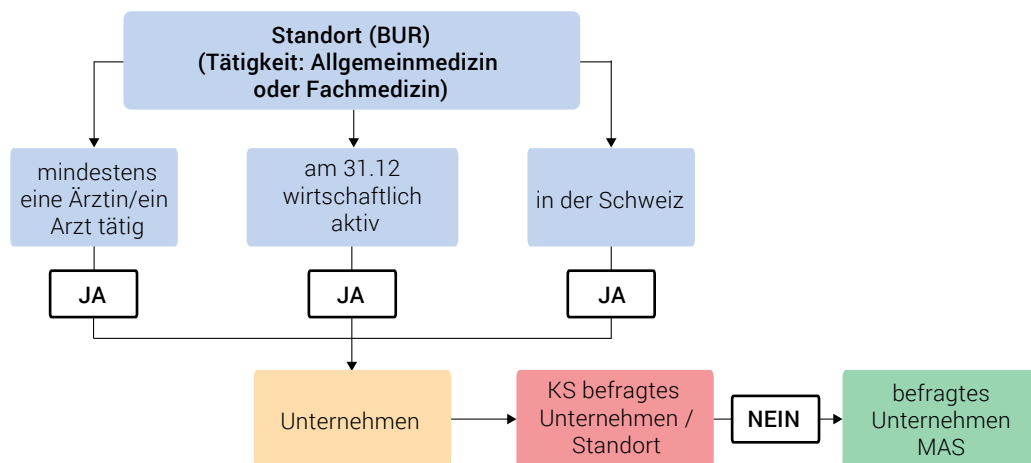 Standort (BUR)
(Tätigkeit: Allgemeinmedizin
oder Fachmedizin)
mindestens
eine Ärztin/ein
Arzt tätig
am 31.12
wirtschaftlich
aktiv
in der Schweiz
JA
JA
JA
Unternehmen
KS befragtes
Unternehmen /
Standort
NEIN
befragtes
Unternehmen
MAS